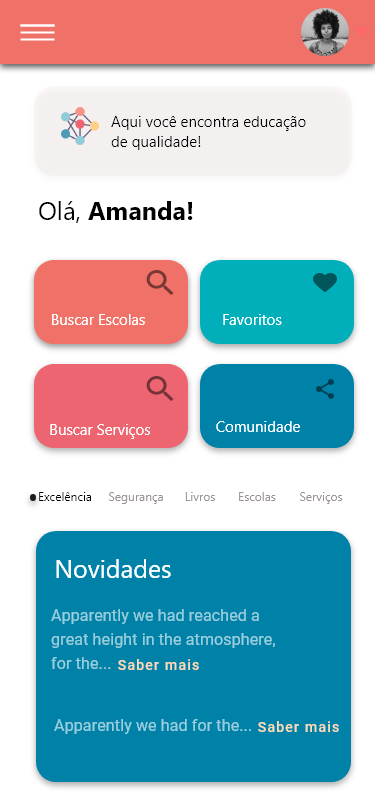 Aqui você encontra educação
de qualidade!
Olá, Amanda!
Buscar Escolas
Favoritos
Buscar Serviços
Comunidade
Excelência Segurança Livros Escolas Serviços
Novidades
Apparently we had reached a
great height in the atmosphere,
for the... Saber mais
Apparently we had for the... Saber mais